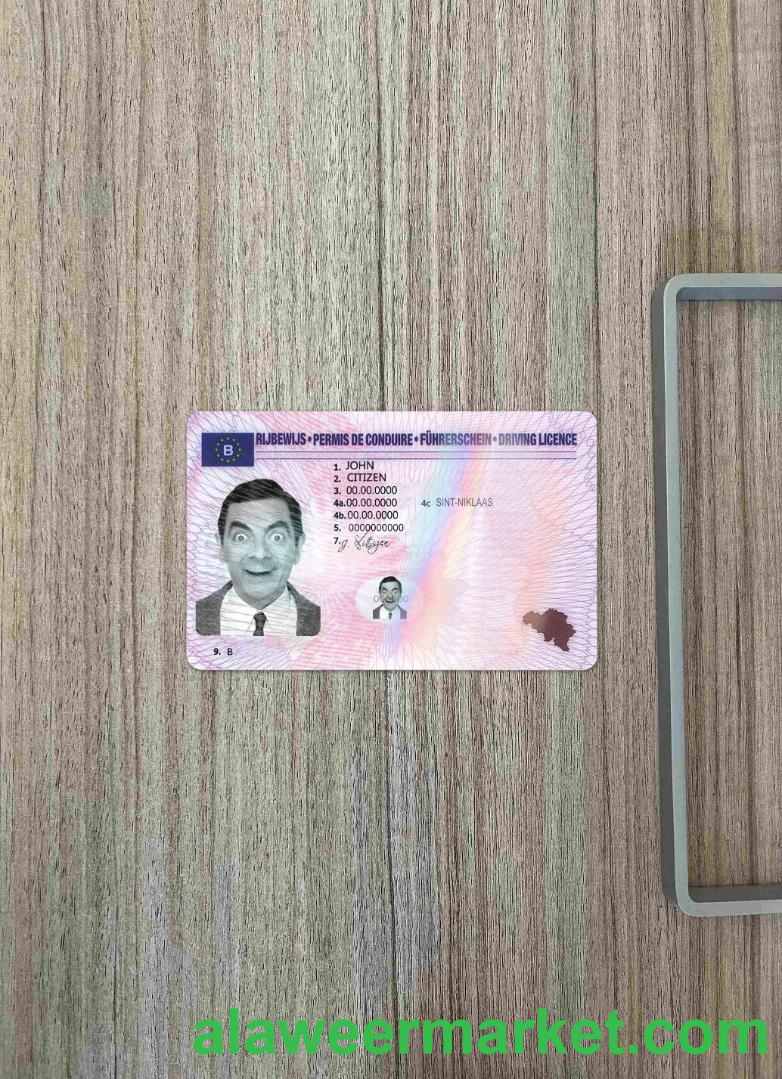 B
RIJBEWIJS • PERMIS DE CONDUIRE • FÜHRERSCHEIN • DRIVING LICENCE
1. JOHN
2. CITIZEN
3. 00.00.0000
4a. 00.00.0000 4c SINT-NIKLAAS
4b. 00.00.0000
5. 0000000000
7.
9. B
alaweermarket.com